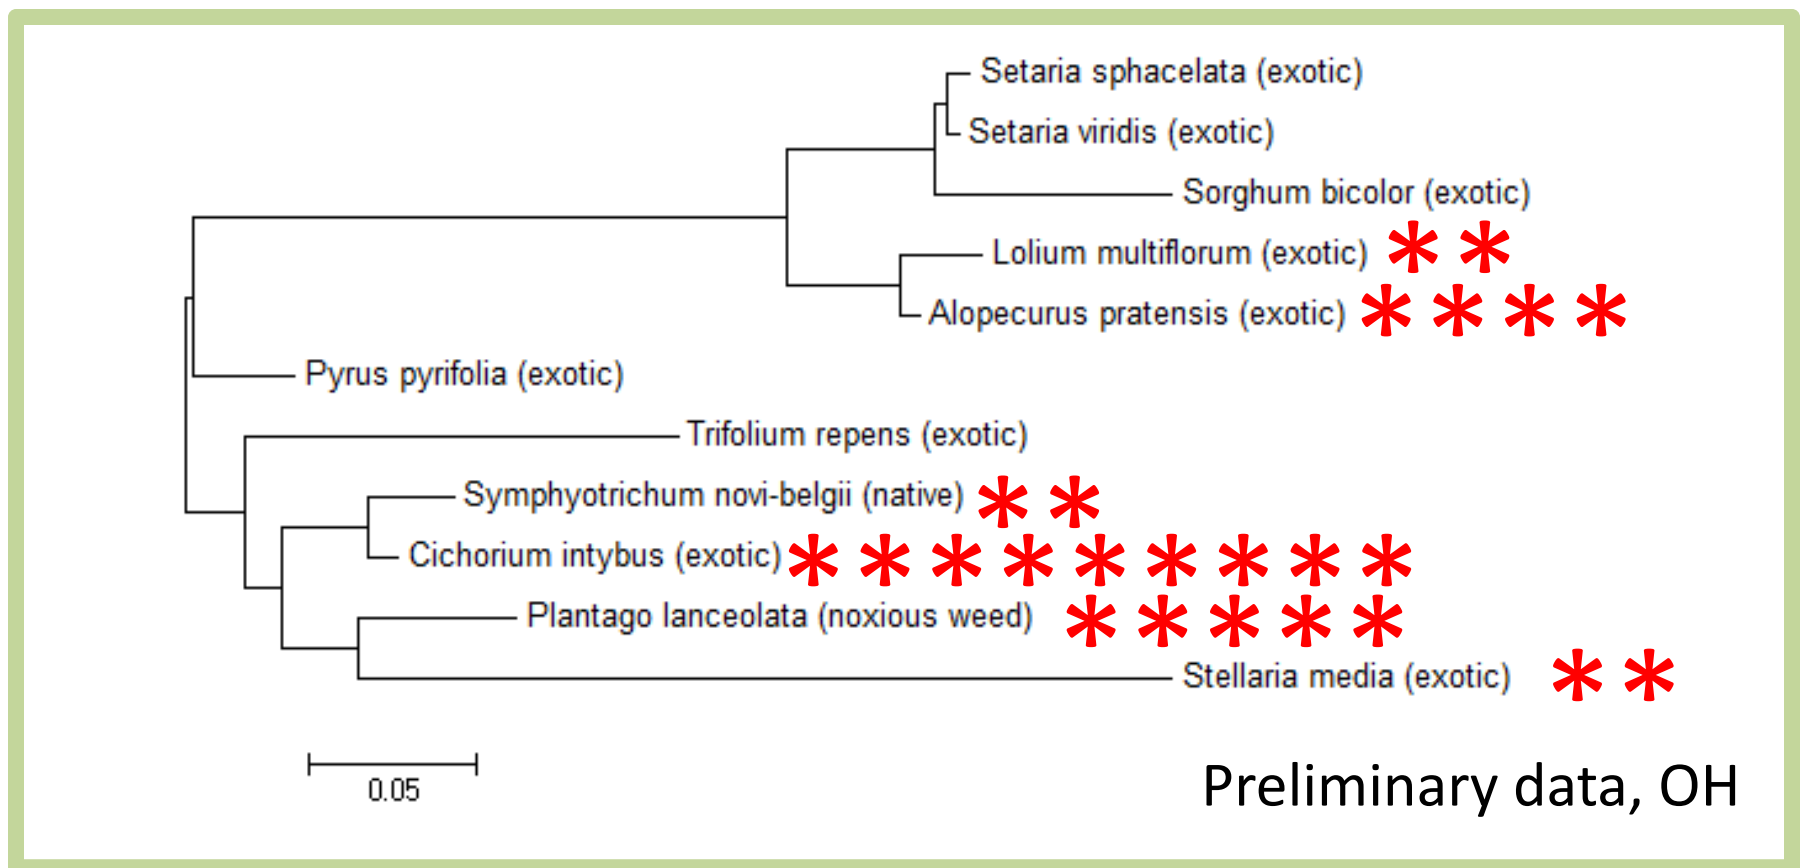 Setaria sphacelata (exotic)
Setaria viridis (exotic)
Sorghum bicolor (exotic)
Lolium multiflorum (exotic) * *
Alopecurus pratensis (exotic) * * * *
Pyrus pyrifolia (exotic)
Trifolium repens (exotic)
Symphyotrichum novi-belgii (native) * *
Cichorium intybus (exotic) * * * * * * * * *
Plantago lanceolata (noxious weed) * * * * *
Stellaria media (exotic) * *
0.05
Preliminary data, OH